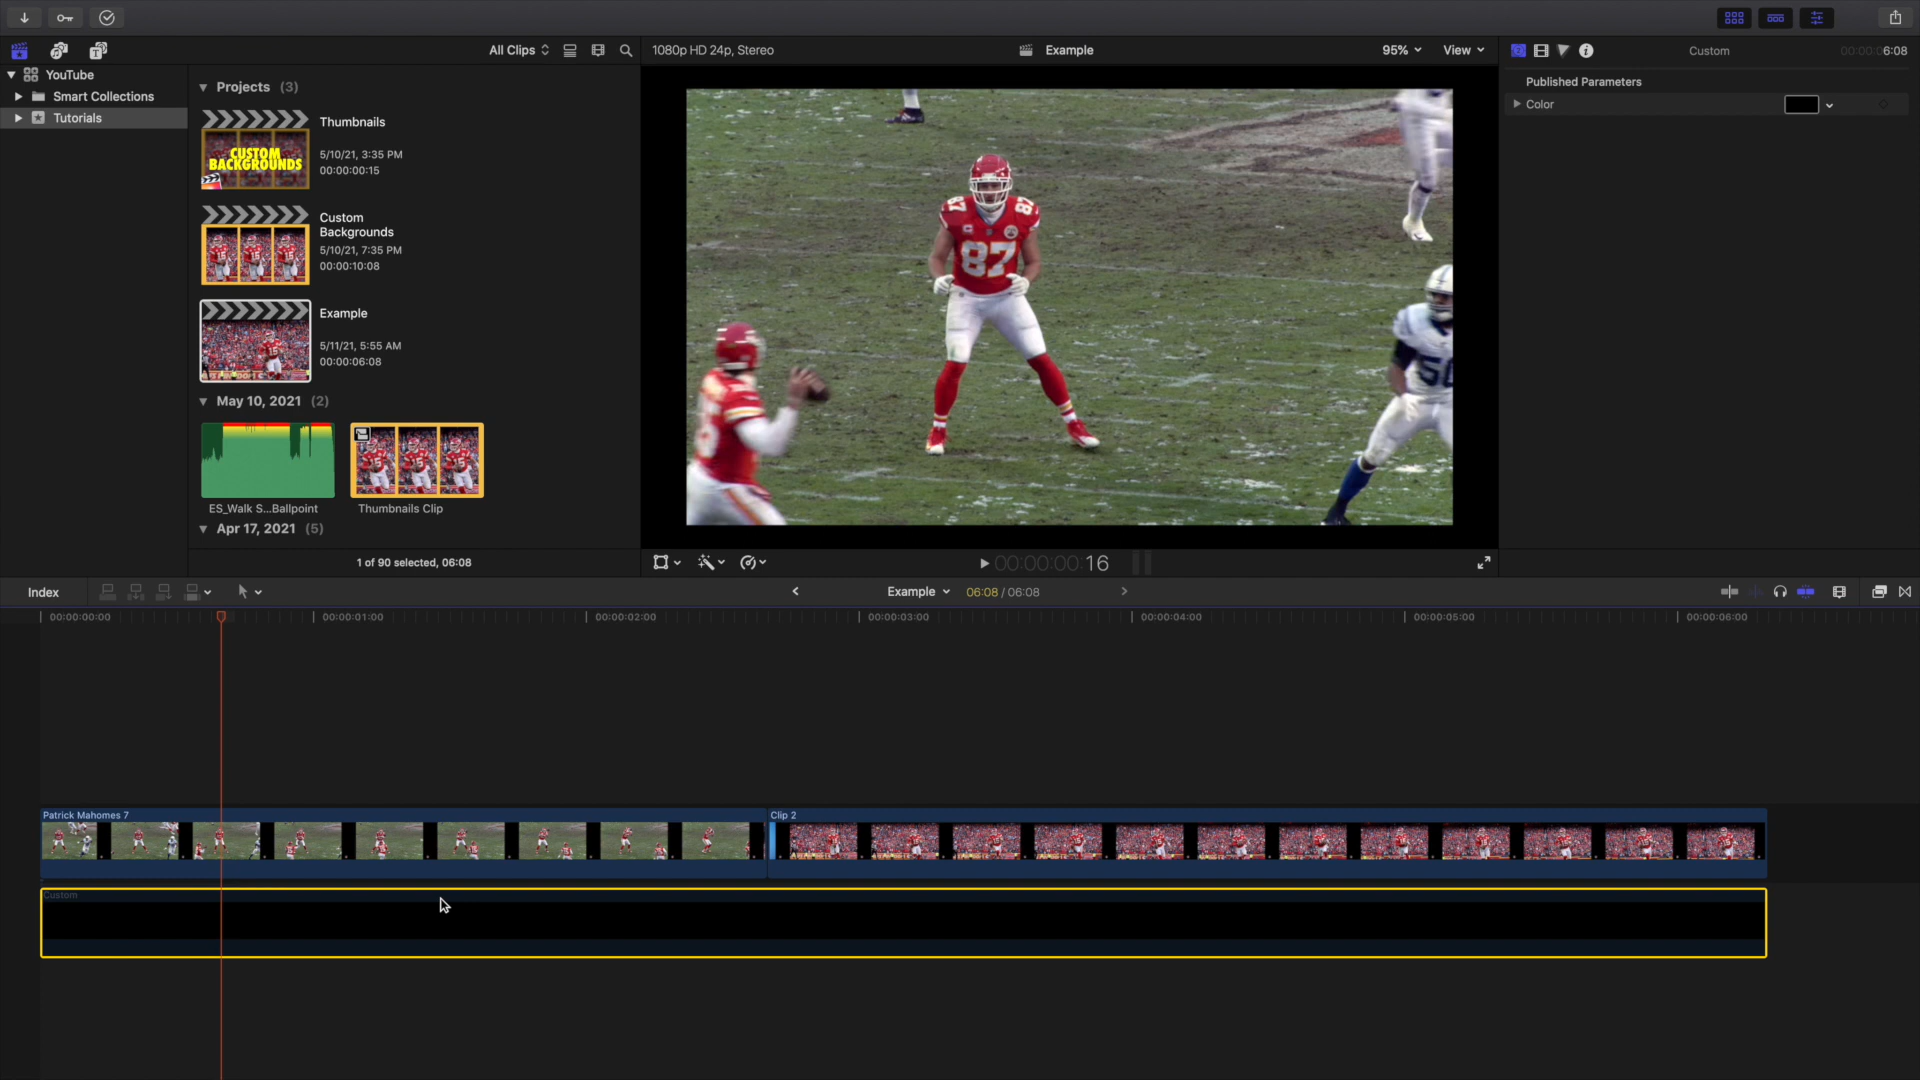 All Clips
1080p HD 24p, Stereo
Example
95%
View
Custom
00:00:06:08
YouTube
Smart Collections
Tutorials
Projects (3)
Thumbnails
5/10/21, 3:35 PM
00:00:00:15
CUSTOM
BACKGROUNDS
Custom
Backgrounds
5/10/21, 7:35 PM
00:00:10:08
Example
5/11/21, 5:55 AM
00:00:06:08
May 10, 2021 (2)
ES_Walk S...Ballpoint
Thumbnails Clip
Apr 17, 2021 (5)
1 of 90 selected, 06:08
Published Parameters
Color
87
87
87
50
00:00:00:16
Index
Example
06:08 / 06:08
00:00:00:00
00:00:01:00
00:00:02:00
00:00:03:00
00:00:04:00
00:00:05:00
00:00:06:00
Patrick Mahomes 7
Clip 2
Custom